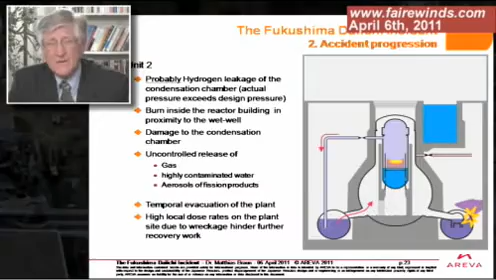 www.fairewinds.com
April 6th, 2011
The Fukushima
2. Accident progression
Unit 2
Probably Hydrogen leakage of the
condensation chamber (actual
pressure exceeds design pressure)
Burn inside the reactor building in
proximity to the wet-well
Damage to the condensation
chamber
Uncontrolled release of
Gas
highly contaminated water
Aerosols of fission products
Temporal evacuation of the plant
High local dose rates on the plant
site due to wreckage hinder further
recovery work
The Fukushima Daiichi Incident - Dr. Matthias Braun - 06 April 2011 © AREVA 2011
p.23
AREVA